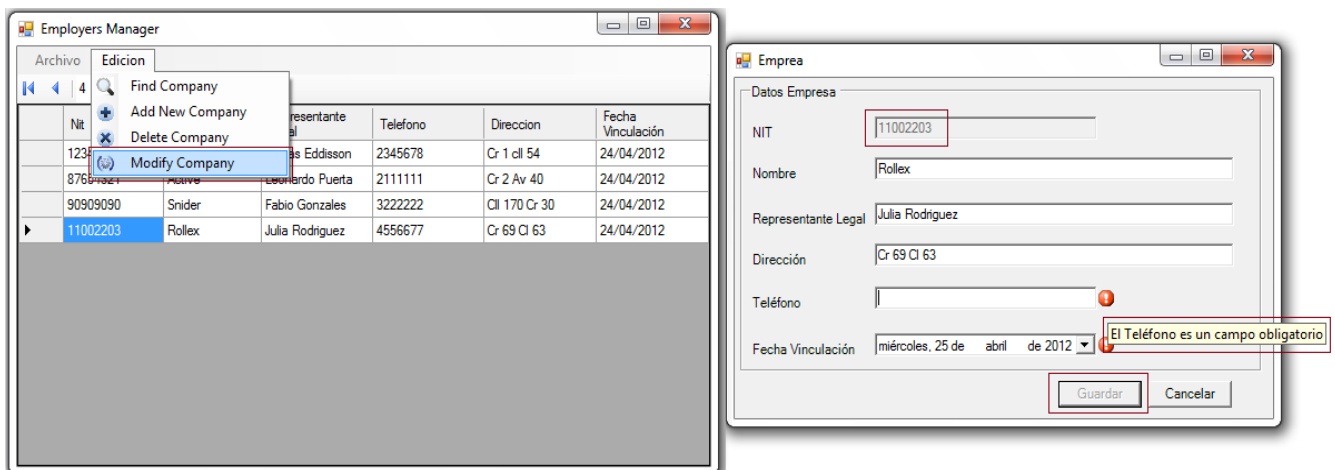 Employers Manager
Archivo Edicion
4
Find Company
Add New Company
Delete Company
Modify Company
Nit Telefono Direccion Fecha Vinculación
Eddisson 2345678 Cr 1 cll 54 24/04/2012
Puerta 2111111 Cr 2 Av 40 24/04/2012
90909090 Snider Fabio Gonzales 3222222 Cll 170 Cr 30 24/04/2012
11002203 Rollex Julia Rodriguez 4556677 Cr 69 Cl 63 24/04/2012
Emprea
Datos Empresa
NIT 11002203
Nombre Rollex
Representante Legal Julia Rodriguez
Dirección Cr 69 Cl 63
Teléfono
El Teléfono es un campo obligatorio
Fecha Vinculación miércoles, 25 de abril de 2012
Guardar Cancelar